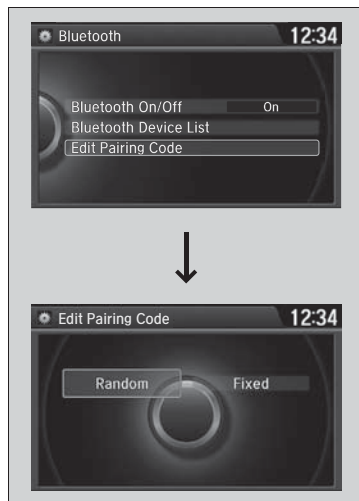 Bluetooth
12:34
Bluetooth On/Off
On
Bluetooth Device List
Edit Pairing Code
Edit Pairing Code
12:34
Random
Fixed